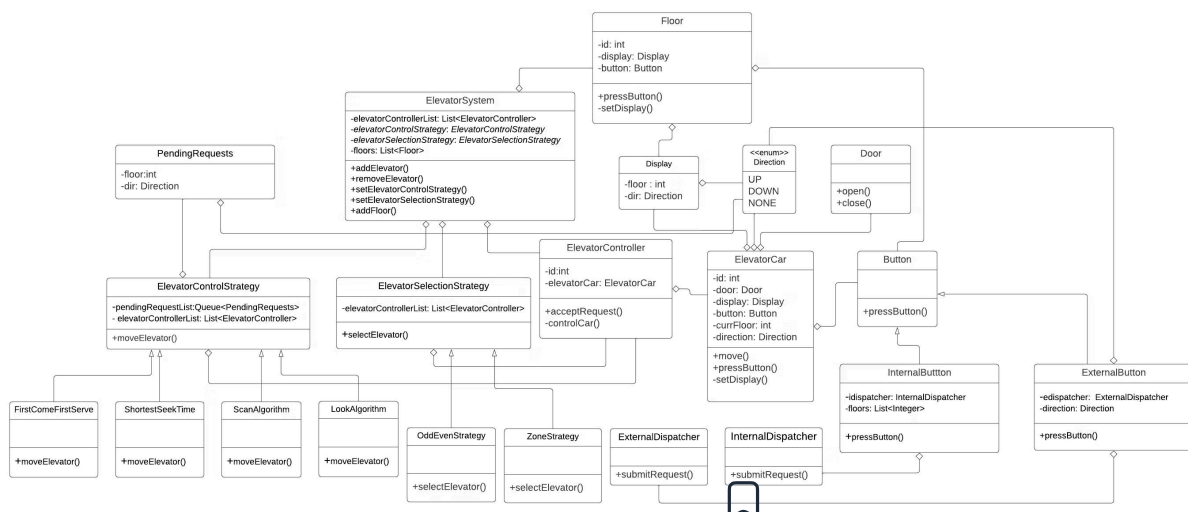 Floor
-id: int
-display: Display
-button: Button
+pressButton()
-setDisplay()
ElevatorSystem
-elevatorControllerList: List<ElevatorController>
-elevatorControlStrategy: ElevatorControlStrategy
-elevatorSelectionStrategy: ElevatorSelectionStrategy
-floors: List<Floor>
+addElevator()
+removeElevator()
+setElevatorControlStrategy()
+setElevatorSelectionStrategy()
+addFloor()
PendingRequests
-floor:int
-dir: Direction
Display
-floor : int
-dir: Direction
<<enum>>
Direction
UP
DOWN
NONE
Door
+open()
+close()
ElevatorController
-id:int
-elevatorCar: ElevatorCar
+acceptRequest()
-controlCar()
ElevatorCar
-id: int
-door: Door
-display: Display
-button: Button
-currFloor: int
-direction: Direction
+move()
+pressButton()
-setDisplay()
Button
+pressButton()
ElevatorControlStrategy
-pendingRequestList:Queue<PendingRequests>
- elevatorControllerList: List<ElevatorController>
+moveElevator()
ElevatorSelectionStrategy
-elevatorControllerList: List<ElevatorController>
+selectElevator()
InternalButtton
-idispatcher: InternalDispatcher
-floors: List<Integer>
+pressButton()
ExternalButton
-edispatcher: ExternalDispatcher
-direction: Direction
+pressButton()
FirstComeFirstServe
+moveElevator()
ShortestSeekTime
+moveElevator()
ScanAlgorithm
+moveElevator()
LookAlgorithm
+moveElevator()
OddEvenStrategy
+selectElevator()
ZoneStrategy
+selectElevator()
ExternalDispatcher
+submitRequest()
InternalDispatcher
+submitRequest()